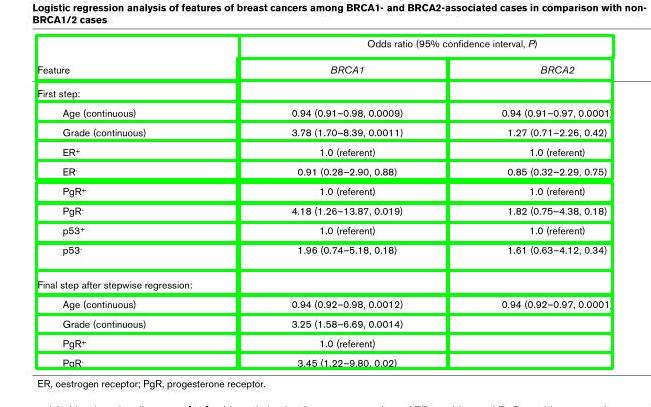 Logistic regression analysis of features of breast cancers among BRCA1- and BRCA2-associated cases in comparison with non-
BRCA1/2 cases
Odds ratio (95% confidence interval, P)
Feature BRCA1 BRCA2
First step:
Age (continuous) 0.94 (0.91–0.98, 0.0009) 0.94 (0.91–0.97, 0.0001)
Grade (continuous) 3.78 (1.70–8.39, 0.0011) 1.27 (0.71–2.26, 0.42)
ER+ 1.0 (referent) 1.0 (referent)
ER- 0.91 (0.28–2.90, 0.88) 0.85 (0.32–2.29, 0.75)
PgR+ 1.0 (referent) 1.0 (referent)
PgR- 4.18 (1.26–13.87, 0.019) 1.82 (0.75–4.38, 0.18)
p53+ 1.0 (referent) 1.0 (referent)
p53- 1.96 (0.74–5.18, 0.18) 1.61 (0.63–4.12, 0.34)
Final step after stepwise regression:
Age (continuous) 0.94 (0.92–0.98, 0.0012) 0.94 (0.92–0.97, 0.0001)
Grade (continuous) 3.25 (1.58–6.69, 0.0014)
PgR+ 1.0 (referent)
PgR- 3.45 (1.22–9.80, 0.02)
ER, oestrogen receptor; PgR, progesterone receptor.